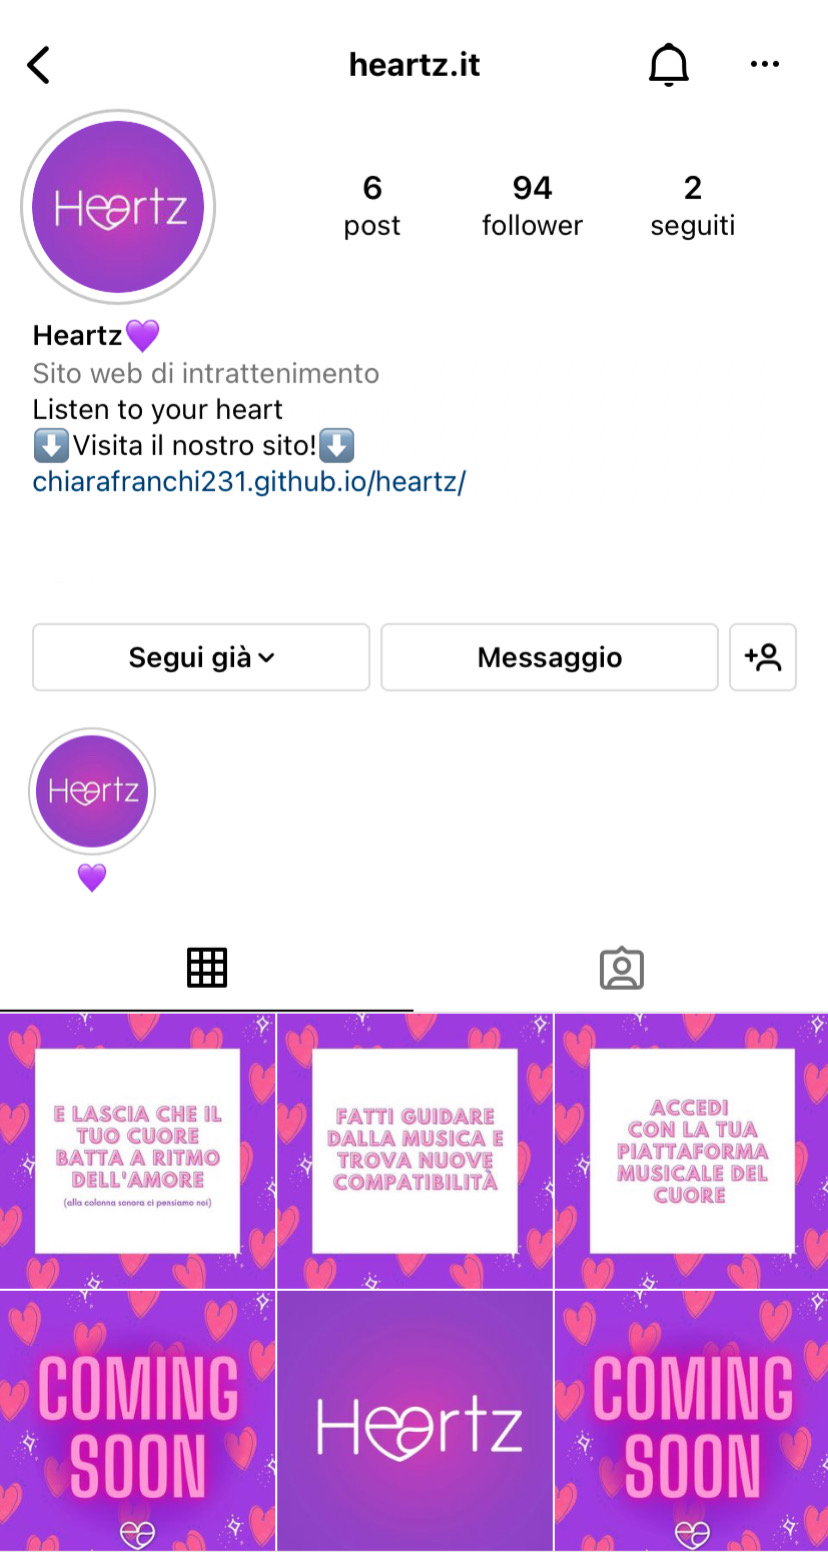 heartz.it
Heartz
6 94 2
post follower seguiti
Heartz💜
Sito web di intrattenimento
Listen to your heart
⬇️Visita il nostro sito!⬇️
chiarafranchi231.github.io/heartz/
Segui già Messaggio
Heartz
💜
E LASCIA CHE IL
TUO CUORE
BATTA A RITMO
DELL'AMORE
(alla colonna sonora ci pensiamo noi)
FATTI GUIDARE
DALLA MUSICA E
TROVA NUOVE
COMPATIBILITÀ
ACCEDI
CON LA TUA
PIATTAFORMA
MUSICALE DEL
CUORE
COMING
SOON
Heartz
COMING
SOON